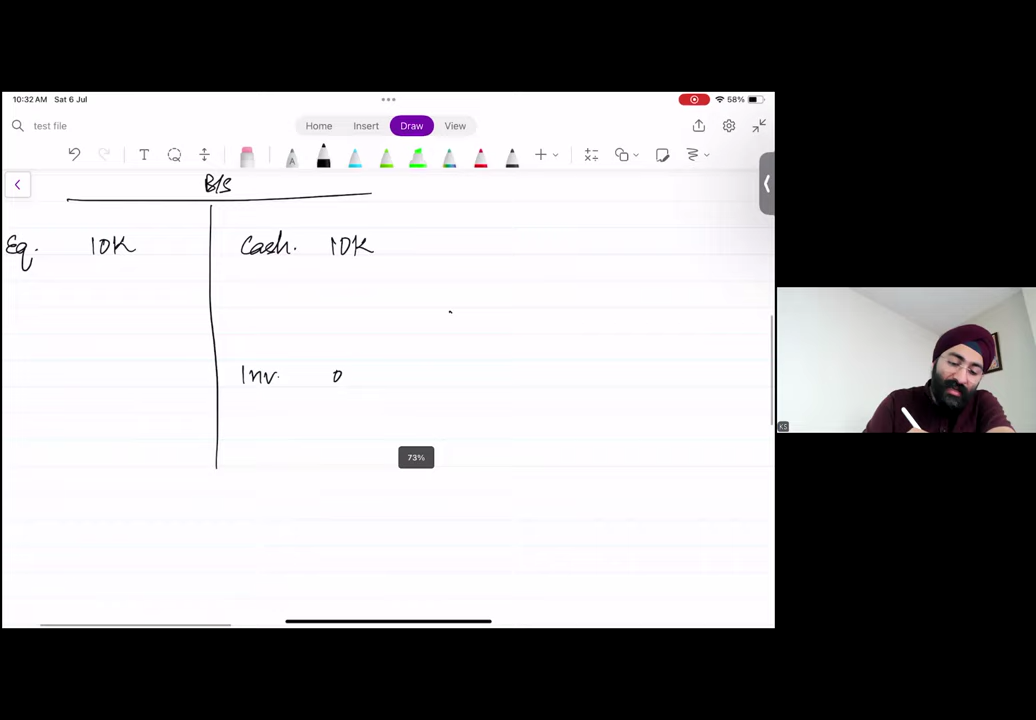 10:32 AM Sat 6 Jul
58%
test file
Home Insert Draw View
T
A
B/S
Eq. 10K
Cash. 10K
Inv. 0
73%
KS